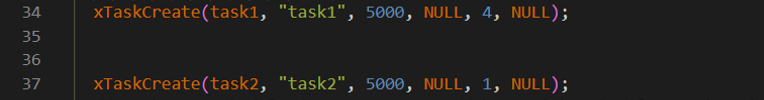 34 xTaskCreate(task1, "task1", 5000, NULL, 4, NULL);
35
36
37 xTaskCreate(task2, "task2", 5000, NULL, 1, NULL);